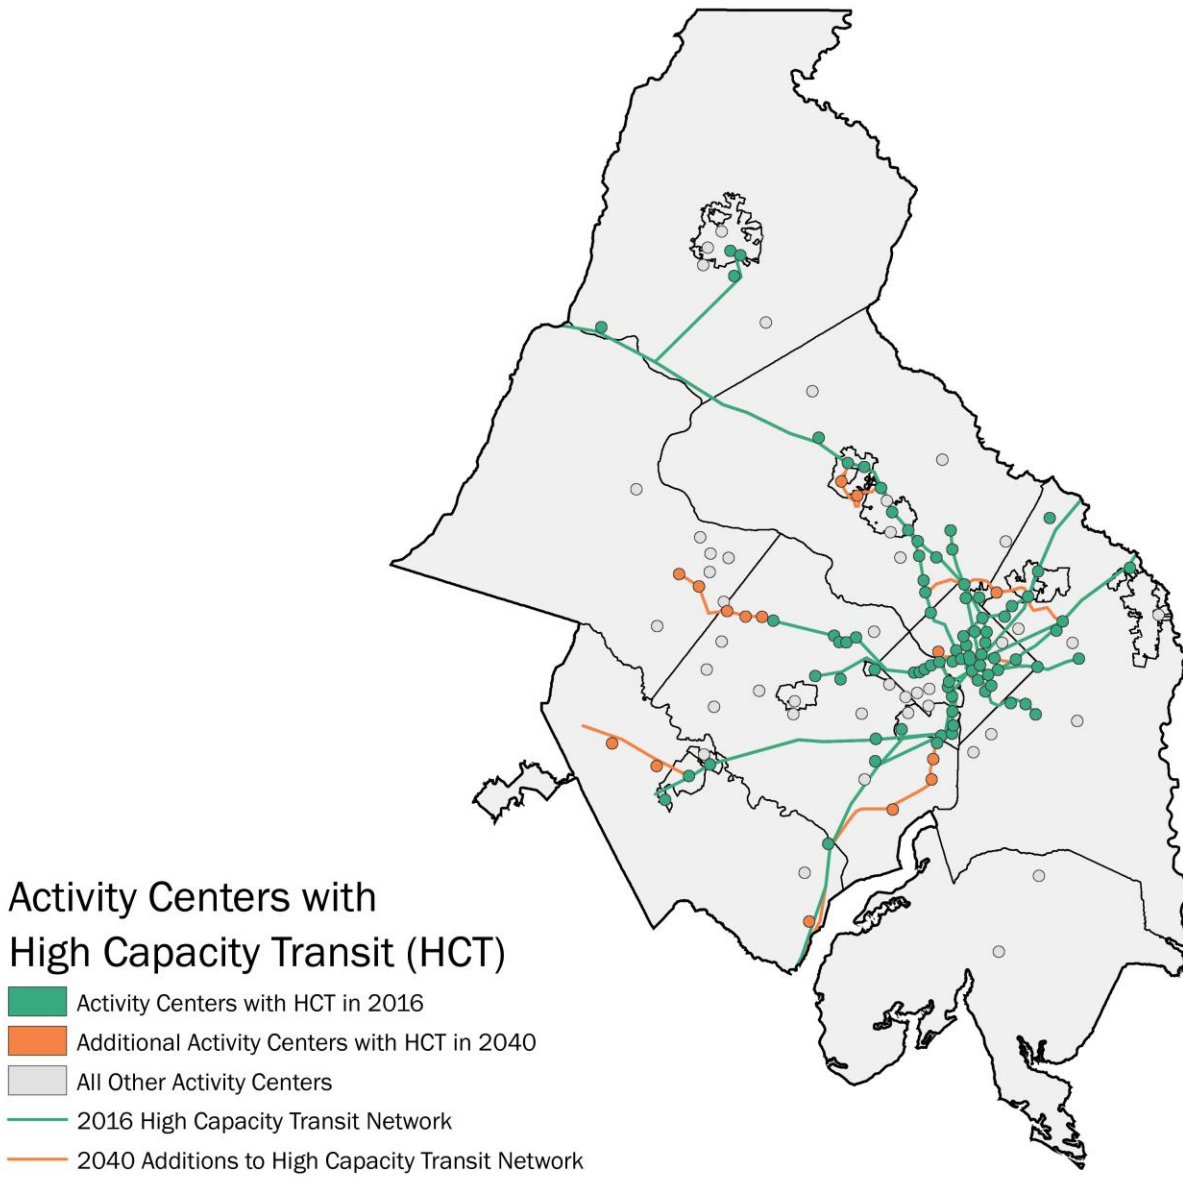 Activity Centers with
High Capacity Transit (HCT)
Activity Centers with HCT in 2016
Additional Activity Centers with HCT in 2040
All Other Activity Centers
2016 High Capacity Transit Network
2040 Additions to High Capacity Transit Network